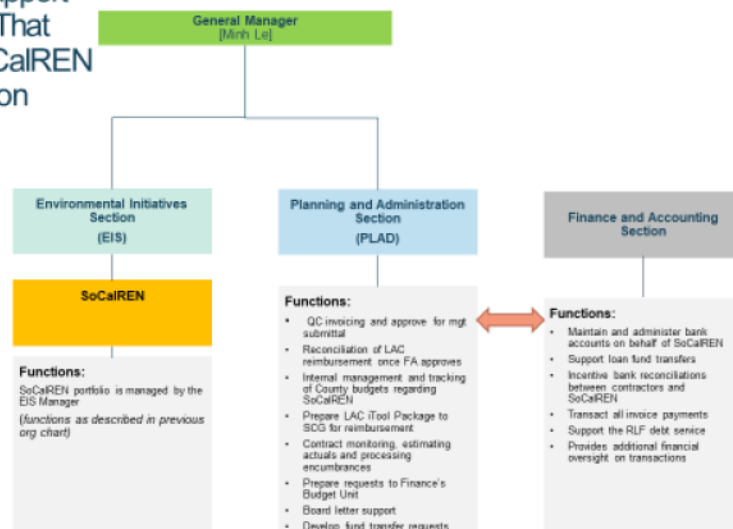 That
CalREN
on
General Manager
[Minh Le]
Environmental Initiatives
Section
(EIS)
Planning and Administration
Section
(PLAD)
Finance and Accounting
Section
SoCalREN
Functions:
SoCalREN portfolio is managed by the
EIS Manager
(functions as described in previous
org chart)
Functions:
• QC invoicing and approve for mgt
submittal
• Reconciliation of LAC
reimbursement once FA approves
• Internal management and tracking
of County budgets regarding
SoCalREN
• Prepare LAC iTool Package to
SCG for reimbursement
• Contract monitoring, estimating
actuals and processing
encumbrances
• Prepare requests to Finance's
Budget Unit
• Board letter support
• Develop fund transfer requests
Functions:
• Maintain and administer bank
accounts on behalf of SoCalREN
• Support loan fund transfers
• Incentive bank reconciliations
between contractors and
SoCalREN
• Transact all invoice payments
• Support the RLF debt service
• Provides additional financial
oversight on transactions